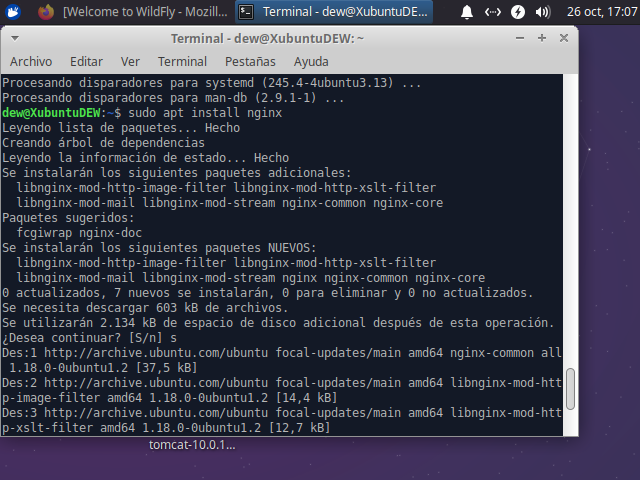 [Welcome to WildFly - Mozill...
Terminal - dew@XubuntuDE...
26 oct, 17:07
Terminal - dew@XubuntuDEW: ~
Archivo Editar Ver Terminal Pestañas Ayuda
Procesando disparadores para systemd (245.4-4ubuntu3.13) ...
Procesando disparadores para man-db (2.9.1-1) ...
dew@XubuntuDEW:~$ sudo apt install nginx
Leyendo lista de paquetes... Hecho
Creando árbol de dependencias
Leyendo la información de estado... Hecho
Se instalarán los siguientes paquetes adicionales:
libnginx-mod-http-image-filter libnginx-mod-http-xslt-filter
libnginx-mod-mail libnginx-mod-stream nginx-common nginx-core
Paquetes sugeridos:
fcgiwrap nginx-doc
Se instalarán los siguientes paquetes NUEVOS:
libnginx-mod-http-image-filter libnginx-mod-http-xslt-filter
libnginx-mod-mail libnginx-mod-stream nginx nginx-common nginx-core
0 actualizados, 7 nuevos se instalarán, 0 para eliminar y 0 no actualizados.
Se necesita descargar 603 kB de archivos.
Se utilizarán 2.134 kB de espacio de disco adicional después de esta operación.
¿Desea continuar? [S/n] s
Des:1 http://archive.ubuntu.com/ubuntu focal-updates/main amd64 nginx-common all
1.18.0-0ubuntu1.2 [37,5 kB]
Des:2 http://archive.ubuntu.com/ubuntu focal-updates/main amd64 libnginx-mod-htt
p-image-filter amd64 1.18.0-0ubuntu1.2 [14,4 kB]
Des:3 http://archive.ubuntu.com/ubuntu focal-updates/main amd64 libnginx-mod-htt
p-xslt-filter amd64 1.18.0-0ubuntu1.2 [12,7 kB]
tomcat-10.0.1...